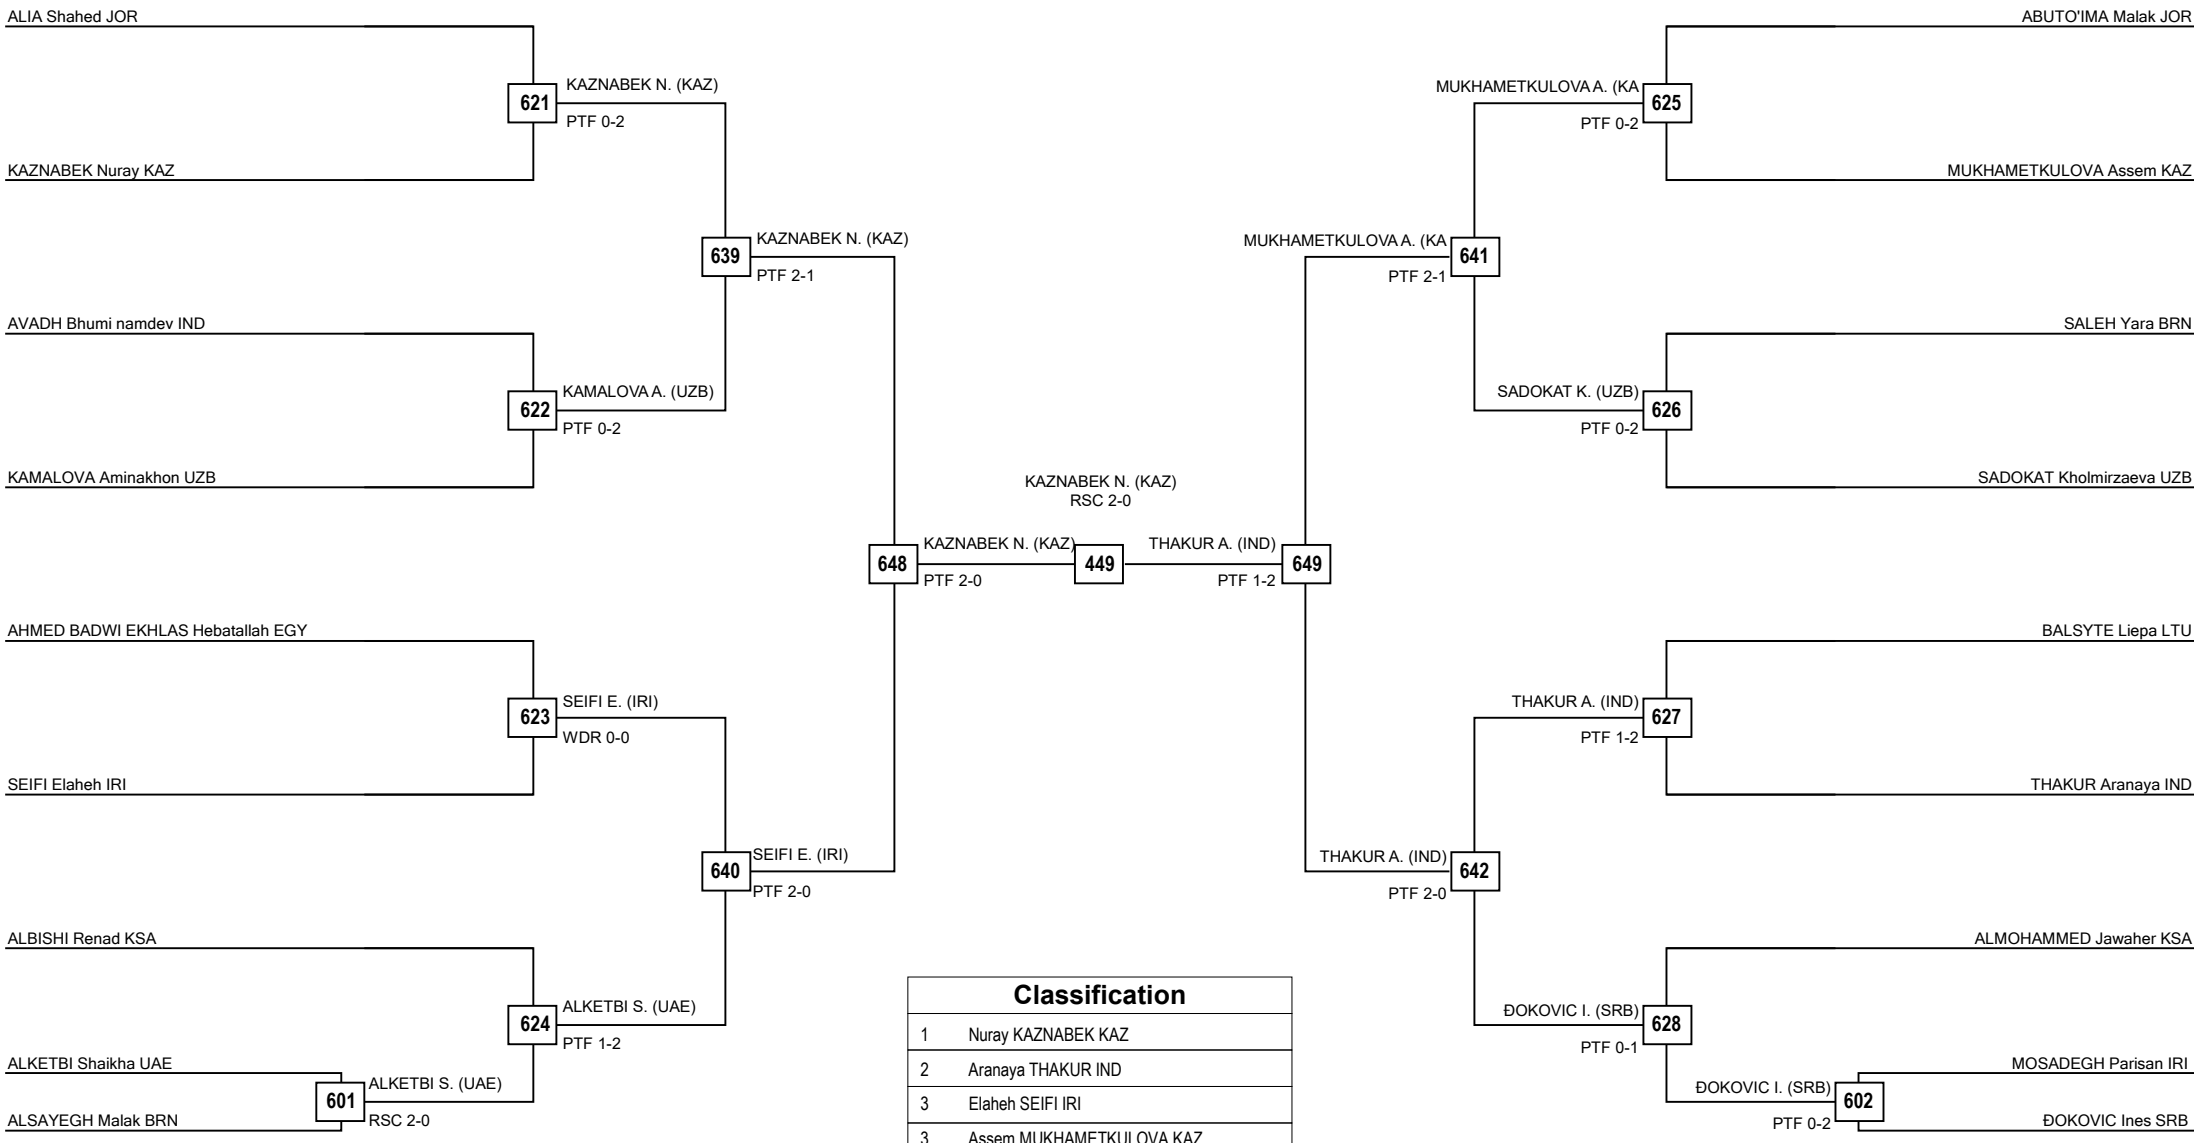 ALIA Shahed JOR
621
KAZNABEK N. (KAZ)
PTF 0-2
KAZNABEK Nuray KAZ
639
KAZNABEK N. (KAZ)
PTF 2-1
AVADH Bhumi namdev IND
622
KAMALOVA A. (UZB)
PTF 0-2
KAMALOVA Aminakhon UZB
648
KAZNABEK N. (KAZ)
PTF 2-0
AHMED BADWI EKHLAS Hebatallah EGY
623
SEIFI E. (IRI)
WDR 0-0
SEIFI Elaheh IRI
640
SEIFI E. (IRI)
PTF 2-0
ALBISHI Renad KSA
624
ALKETBI S. (UAE)
PTF 1-2
ALKETBI Shaikha UAE
601
ALKETBI S. (UAE)
RSC 2-0
ALSAYEGH Malak BRN
KAZNABEK N. (KAZ)
RSC 2-0
449
ABUTO'IMA Malak JOR
MUKHAMETKULOVA A. (KA
625
PTF 0-2
MUKHAMETKULOVA Assem KAZ
MUKHAMETKULOVA A. (KA
641
PTF 2-1
SALEH Yara BRN
SADOKAT K. (UZB)
626
PTF 0-2
SADOKAT Kholmirzaeva UZB
THAKUR A. (IND)
649
PTF 1-2
BALSYTE Liepa LTU
THAKUR A. (IND)
627
PTF 1-2
THAKUR Aranaya IND
THAKUR A. (IND)
642
PTF 2-0
ALMOHAMMED Jawaher KSA
ĐOKOVIC I. (SRB)
628
PTF 0-1
MOSADEGH Parisan IRI
ĐOKOVIC I. (SRB)
602
PTF 0-2
ĐOKOVIC Ines SRB
Classification
1 Nuray KAZNABEK KAZ
2 Aranaya THAKUR IND
3 Elaheh SEIFI IRI
3 Assem MUKHAMETKULOVA KAZ